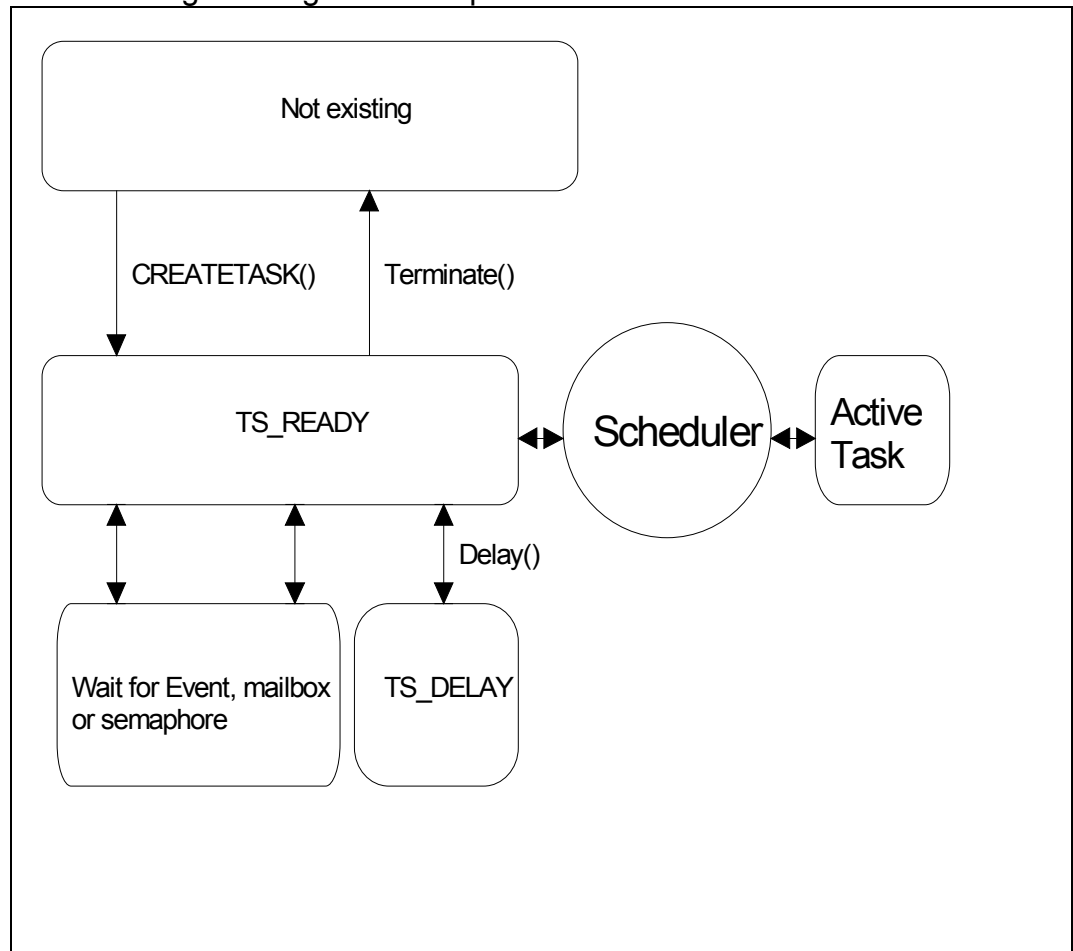 Not existing
CREATETASK()
Terminate()
TS_READY
Scheduler
Active
Task
Delay()
Wait for Event, mailbox
or semaphore
TS_DELAY